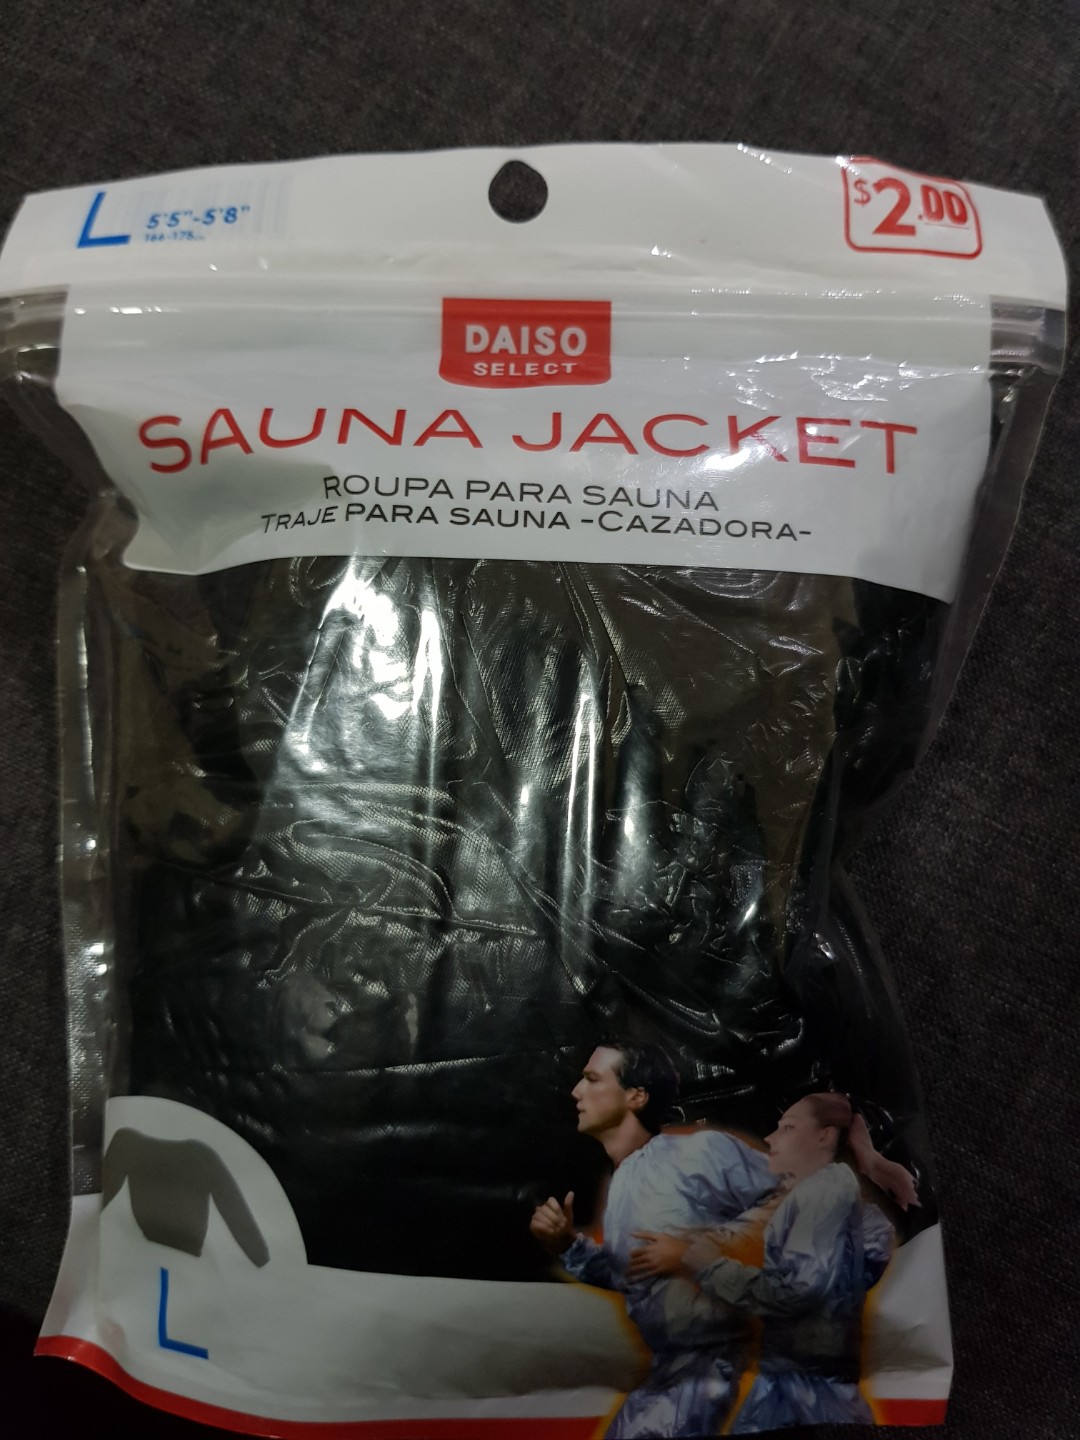 L
5'5"-5'8"
$2.00
DAISO
SELECT
SAUNA JACKET
ROUPA PARA SAUNA
TRAJE PARA SAUNA -CAZADORA-
L